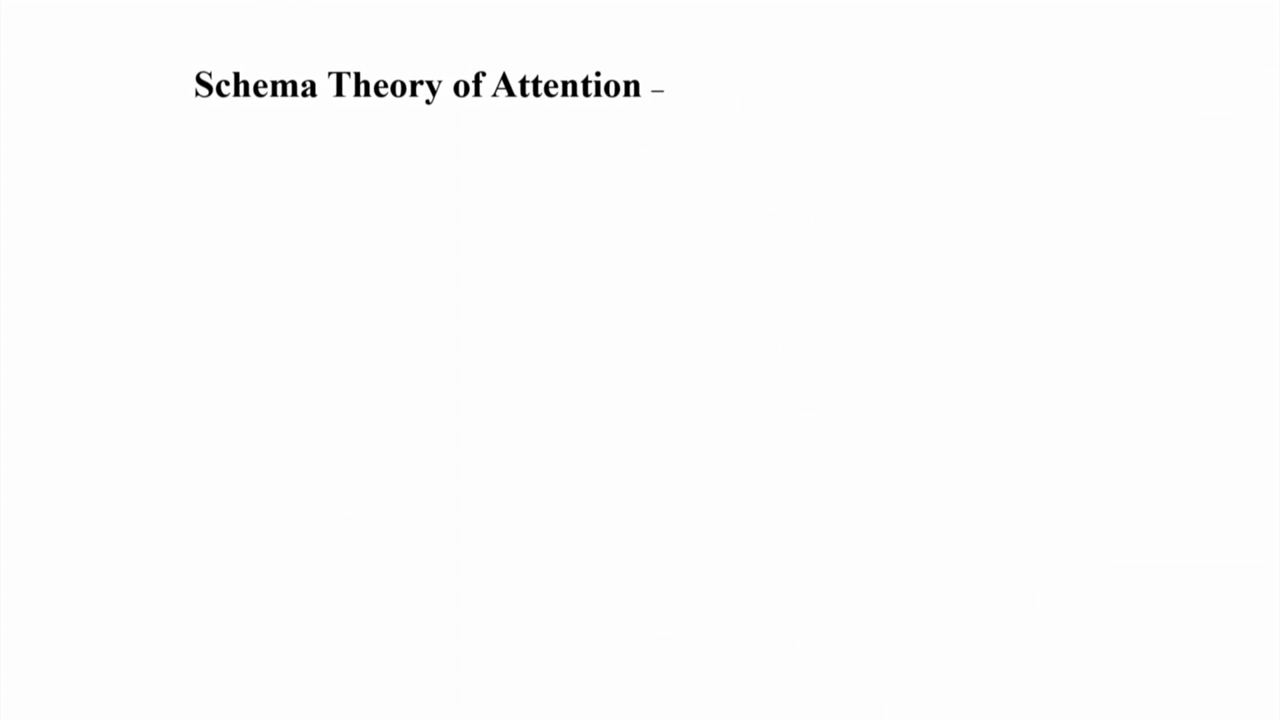 Schema Theory of Attention –